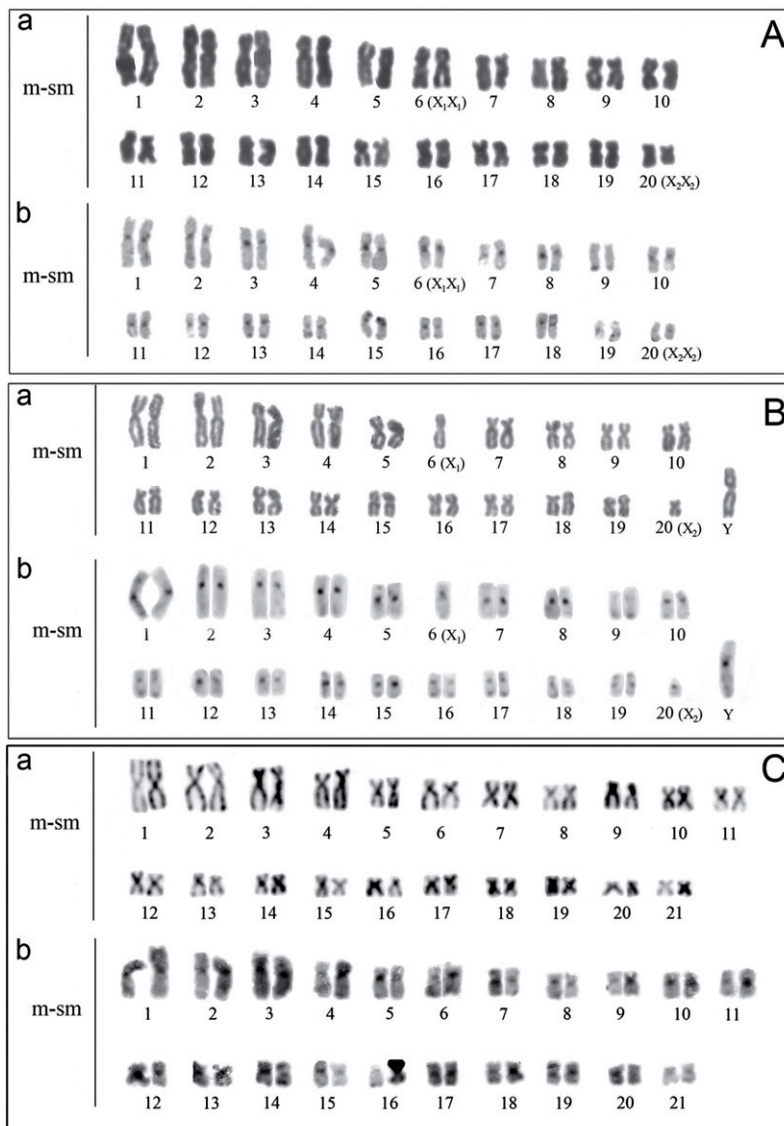 a
A
m-sm
1 2 3 4 5 6 (X₁X₁) 7 8 9 10
11 12 13 14 15 16 17 18 19 20 (X₂X₂)
b
m-sm
1 2 3 4 5 6 (X₁X₁) 7 8 9 10
11 12 13 14 15 16 17 18 19 20 (X₂X₂)
a
B
m-sm
1 2 3 4 5 6 (X₁) 7 8 9 10
11 12 13 14 15 16 17 18 19 20 (X₂) Y
b
m-sm
1 2 3 4 5 6 (X₁) 7 8 9 10
11 12 13 14 15 16 17 18 19 20 (X₂) Y
a
C
m-sm
1 2 3 4 5 6 7 8 9 10 11
12 13 14 15 16 17 18 19 20 21
b
m-sm
1 2 3 4 5 6 7 8 9 10 11
12 13 14 15 16 17 18 19 20 21